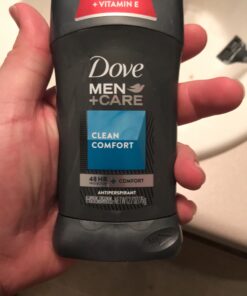 + VITAMIN E
Dove
MEN
+CARE
CLEAN
COMFORT
48 HR
+ COMFORT
ANTIPERSPIRANT